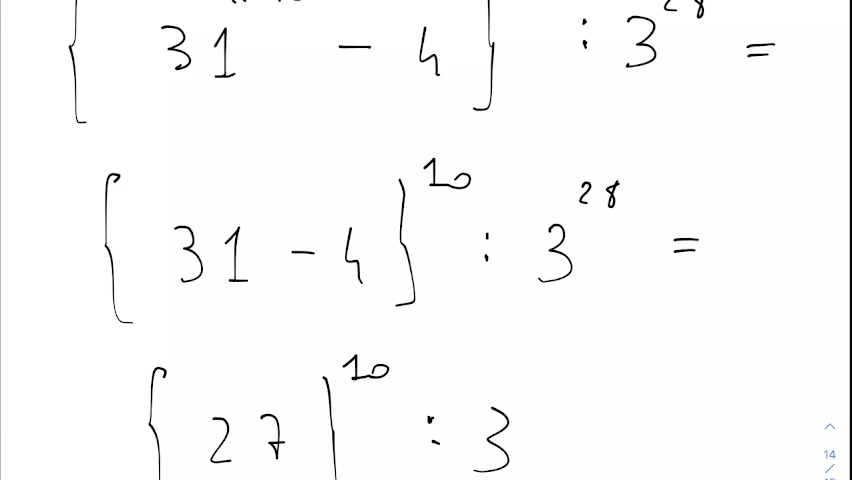 { 31 - 4 } : 3^28 =
{ 31 - 4 }^10 : 3^28 =
{ 27 }^10 : 3
14
/